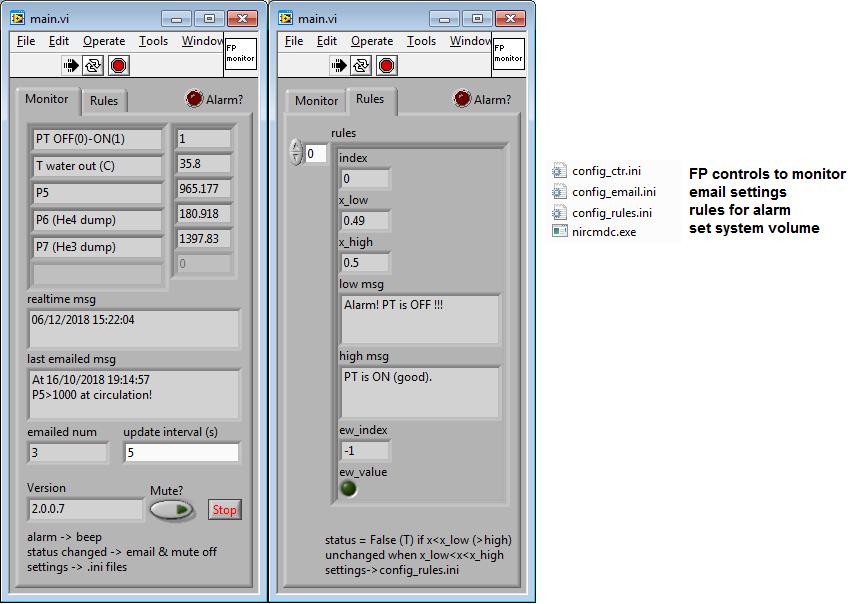 main.vi
File Edit Operate Tools Window
FP
monitor
Monitor Rules Alarm?
PT OFF(0)-ON(1) 1
T water out (C) 35.8
P5 965.177
P6 (He4 dump) 180.918
P7 (He3 dump) 1397.83
0
realtime msg
06/12/2018 15:22:04
last emailed msg
At 16/10/2018 19:14:57
P5>1000 at circulation!
emailed num update interval (s)
3 5
Version Mute?
2.0.0.7 Stop
alarm -> beep
status changed -> email & mute off
settings -> .ini files
main.vi
File Edit Operate Tools Window
FP
monitor
Monitor Rules Alarm?
rules
0
index
0
x_low
0.49
x_high
0.5
low msg
Alarm! PT is OFF !!!
high msg
PT is ON (good).
ew_index
-1
ew_value
status = False (T) if x<x_low (>high)
unchanged when x_low<x<x_high
settings->config_rules.ini
config_ctr.ini FP controls to monitor
config_email.ini email settings
config_rules.ini rules for alarm
nircmdc.exe set system volume